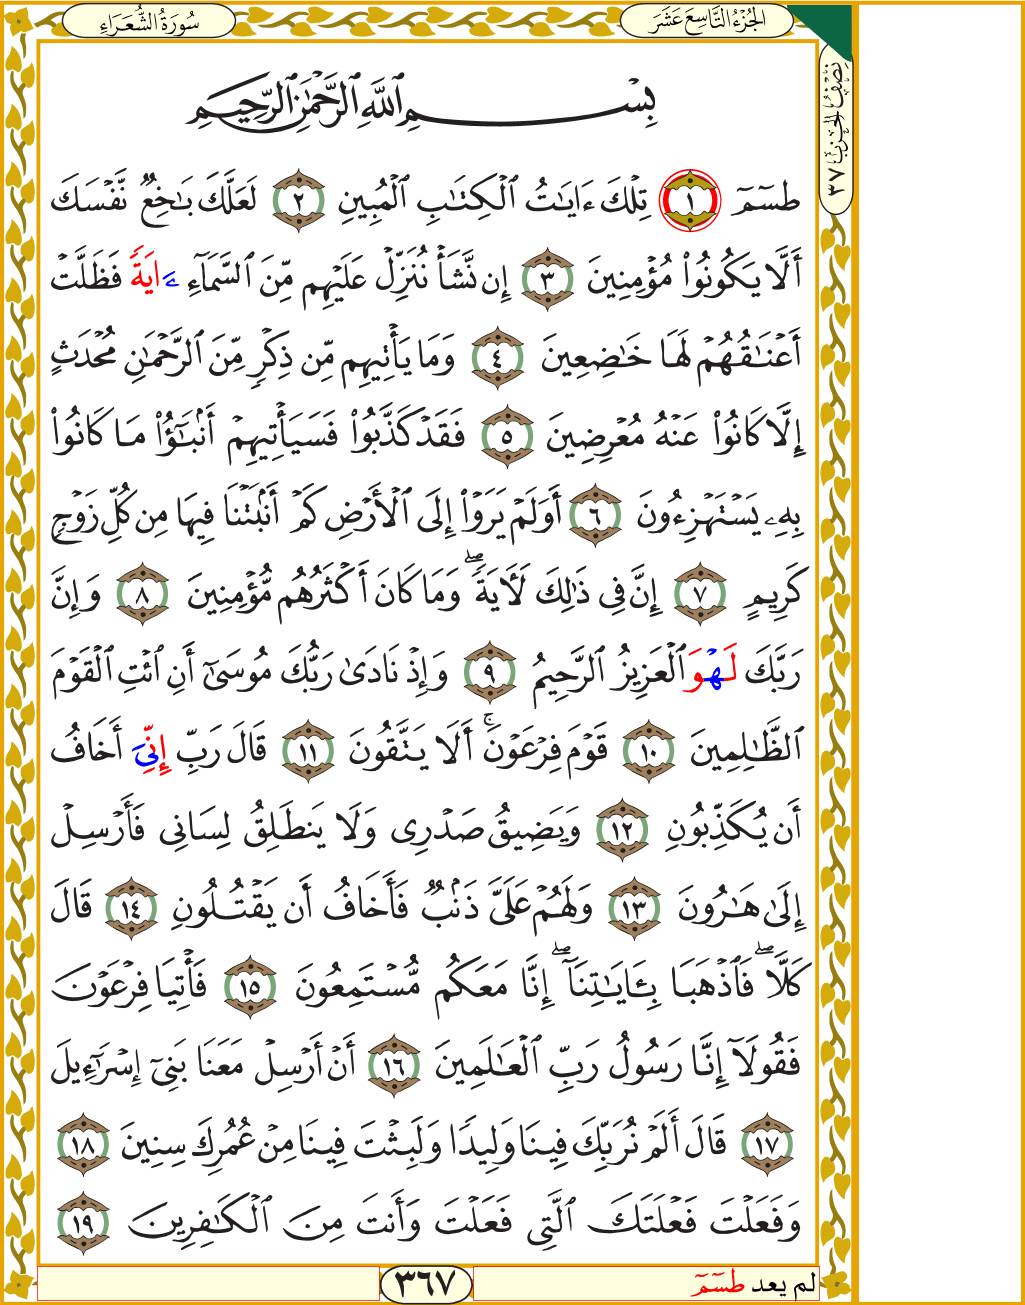 سُورَةُ الشُّعَرَاءِ
الجُزْءُ التَّاسِعَ عَشَرَ
نِصْفُ الحِزْبِ ٣٧
بِسْمِ ٱللَّهِ ٱلرَّحْمَٰنِ ٱلرَّحِيمِ
طسٓمٓ ١ تِلْكَ ءَايَٰتُ ٱلْكِتَٰبِ ٱلْمُبِينِ ٢ لَعَلَّكَ بَٰخِعٌ نَّفْسَكَ
أَلَّا يَكُونُوا۟ مُؤْمِنِينَ ٣ إِن نَّشَأْ نُنَزِّلْ عَلَيْهِم مِّنَ ٱلسَّمَآءِ ءَايَةً فَظَلَّتْ
أَعْنَٰقُهُمْ لَهَا خَٰضِعِينَ ٤ وَمَا يَأْتِيهِم مِّن ذِكْرٍ مِّنَ ٱلرَّحْمَٰنِ مُحْدَثٍ
إِلَّا كَانُوا۟ عَنْهُ مُعْرِضِينَ ٥ فَقَدْ كَذَّبُوا۟ فَسَيَأْتِيهِمْ أَنۢبَٰٓؤُا۟ مَا كَانُوا۟
بِهِۦ يَسْتَهْزِءُونَ ٦ أَوَلَمْ يَرَوْا۟ إِلَى ٱلْأَرْضِ كَمْ أَنۢبَتْنَا فِيهَا مِن كُلِّ زَوْجٍ
كَرِيمٍ ٧ إِنَّ فِى ذَٰلِكَ لَـَٔايَةً ۖ وَمَا كَانَ أَكْثَرُهُم مُّؤْمِنِينَ ٨ وَإِنَّ
رَبَّكَ لَهْوَ ٱلْعَزِيزُ ٱلرَّحِيمُ ٩ وَإِذْ نَادَىٰ رَبُّكَ مُوسَىٰٓ أَنِ ٱئْتِ ٱلْقَوْمَ
ٱلظَّٰلِمِينَ ١٠ قَوْمَ فِرْعَوْنَ ۚ أَلَا يَتَّقُونَ ١١ قَالَ رَبِّ إِنِّىَ أَخَافُ
أَن يُكَذِّبُونِ ١٢ وَيَضِيقُ صَدْرِى وَلَا يَنطَلِقُ لِسَانِى فَأَرْسِلْ
إِلَىٰ هَٰرُونَ ١٣ وَلَهُمْ عَلَىَّ ذَنۢبٌ فَأَخَافُ أَن يَقْتُلُونِ ١٤ قَالَ
كَلَّا ۖ فَٱذْهَبَا بِـَٔايَٰتِنَآ ۖ إِنَّا مَعَكُم مُّسْتَمِعُونَ ١٥ فَأْتِيَا فِرْعَوْنَ
فَقُولَآ إِنَّا رَسُولُ رَبِّ ٱلْعَٰلَمِينَ ١٦ أَنْ أَرْسِلْ مَعَنَا بَنِىٓ إِسْرَٰٓءِيلَ
١٧ قَالَ أَلَمْ نُرَبِّكَ فِينَا وَلِيدًا وَلَبِثْتَ فِينَا مِنْ عُمُرِكَ سِنِينَ ١٨
وَفَعَلْتَ فَعْلَتَكَ ٱلَّتِى فَعَلْتَ وَأَنتَ مِنَ ٱلْكَٰفِرِينَ ١٩
٣٦٧
لم يعد طسٓمٓ